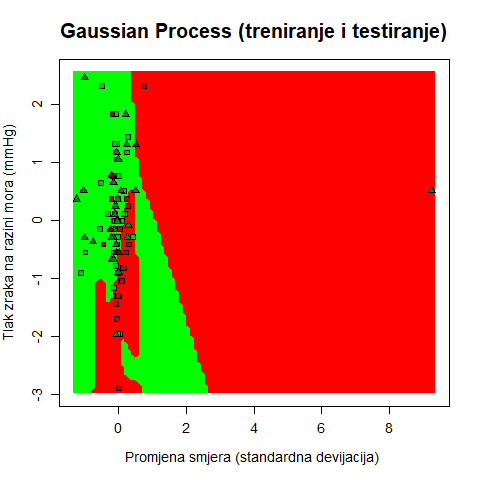 Gaussian Process (treniranje i testiranje)
Tlak zraka na razini mora (mmHg)
2
1
0
-1
-2
-3
0 2 4 6 8
Promjena smjera (standardna devijacija)